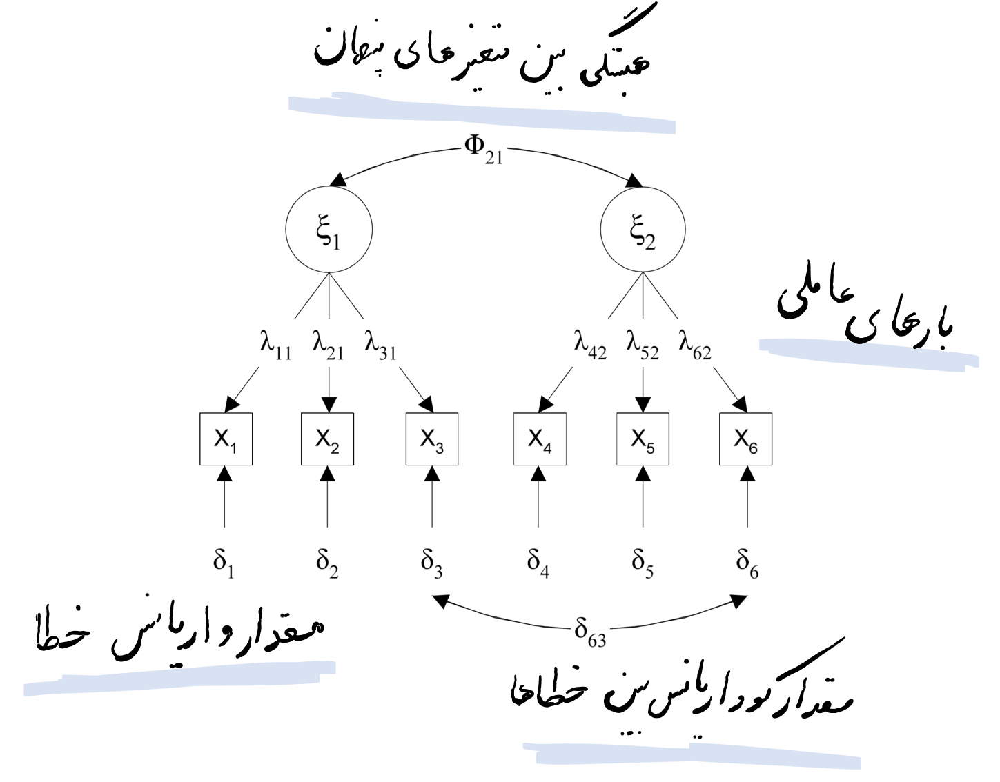 همبستگی بین متغیرهای پنهان
Φ21
ξ1 ξ2
بارهای عاملی
λ11 λ21 λ31 λ42 λ52 λ62
X1 X2 X3 X4 X5 X6
δ1 δ2 δ3 δ4 δ5 δ6
مقدار واریانس خطا
δ63
مقدار کوواریانس بین خطاها